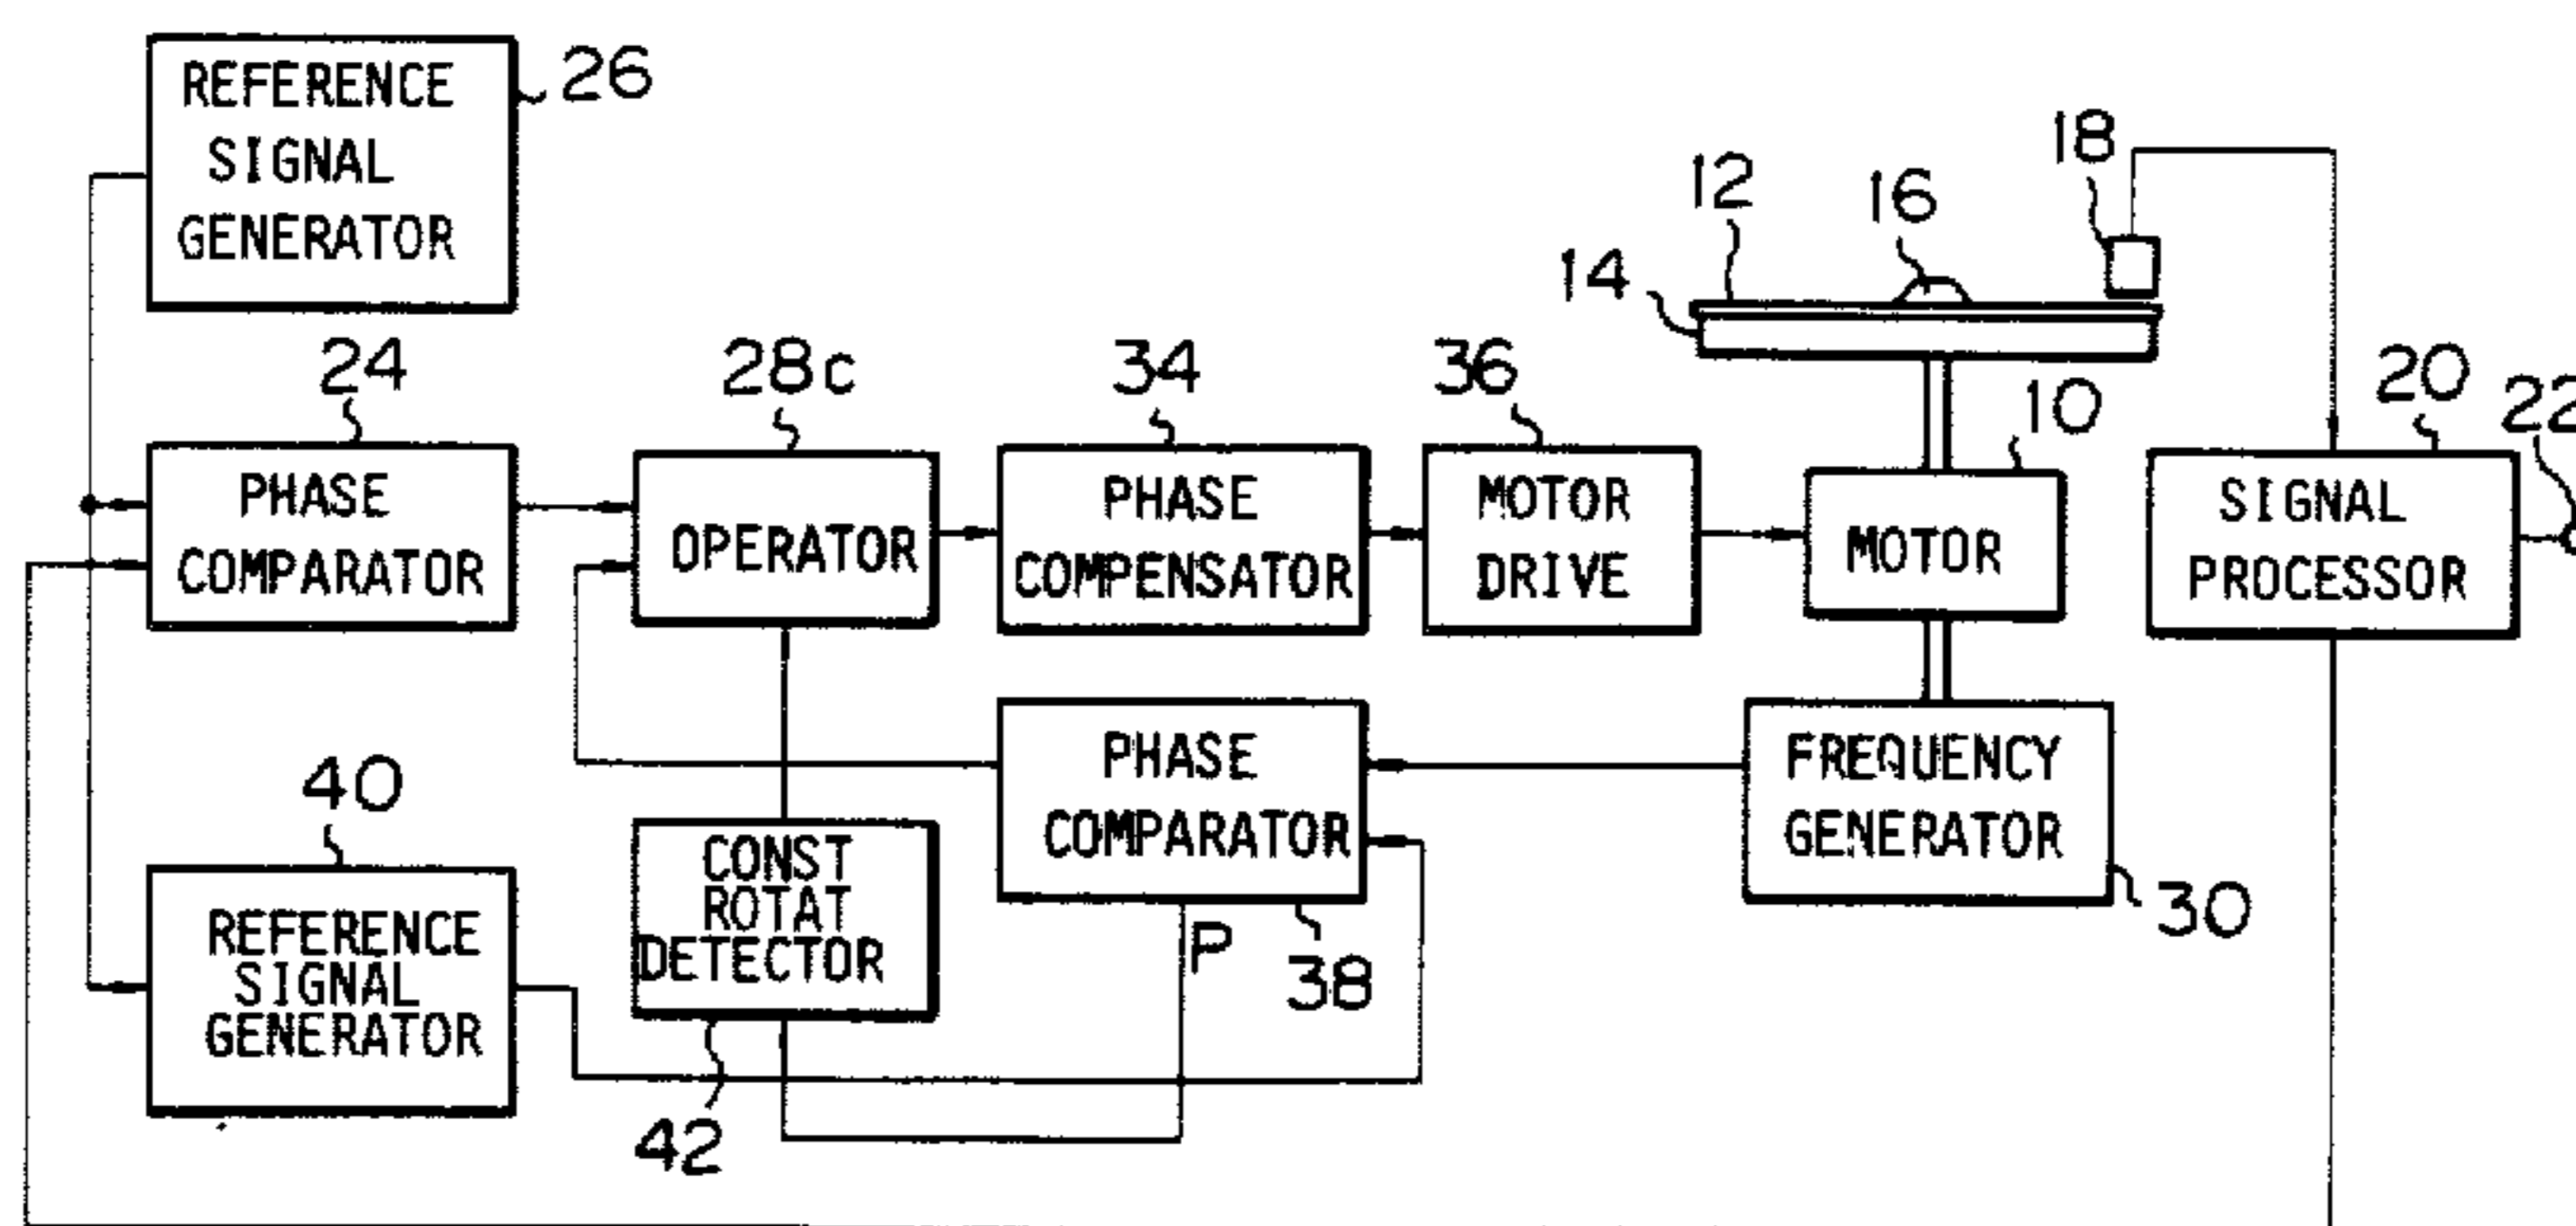 REFERENCE
SIGNAL
GENERATOR
26
18
12
16
14
24
28c
34
36
10
20
22
PHASE
COMPARATOR
OPERATOR
PHASE
COMPENSATOR
MOTOR
DRIVE
MOTOR
SIGNAL
PROCESSOR
40
REFERENCE
SIGNAL
GENERATOR
CONST
ROTAT
DETECTOR
42
PHASE
COMPARATOR
P
38
FREQUENCY
GENERATOR
30